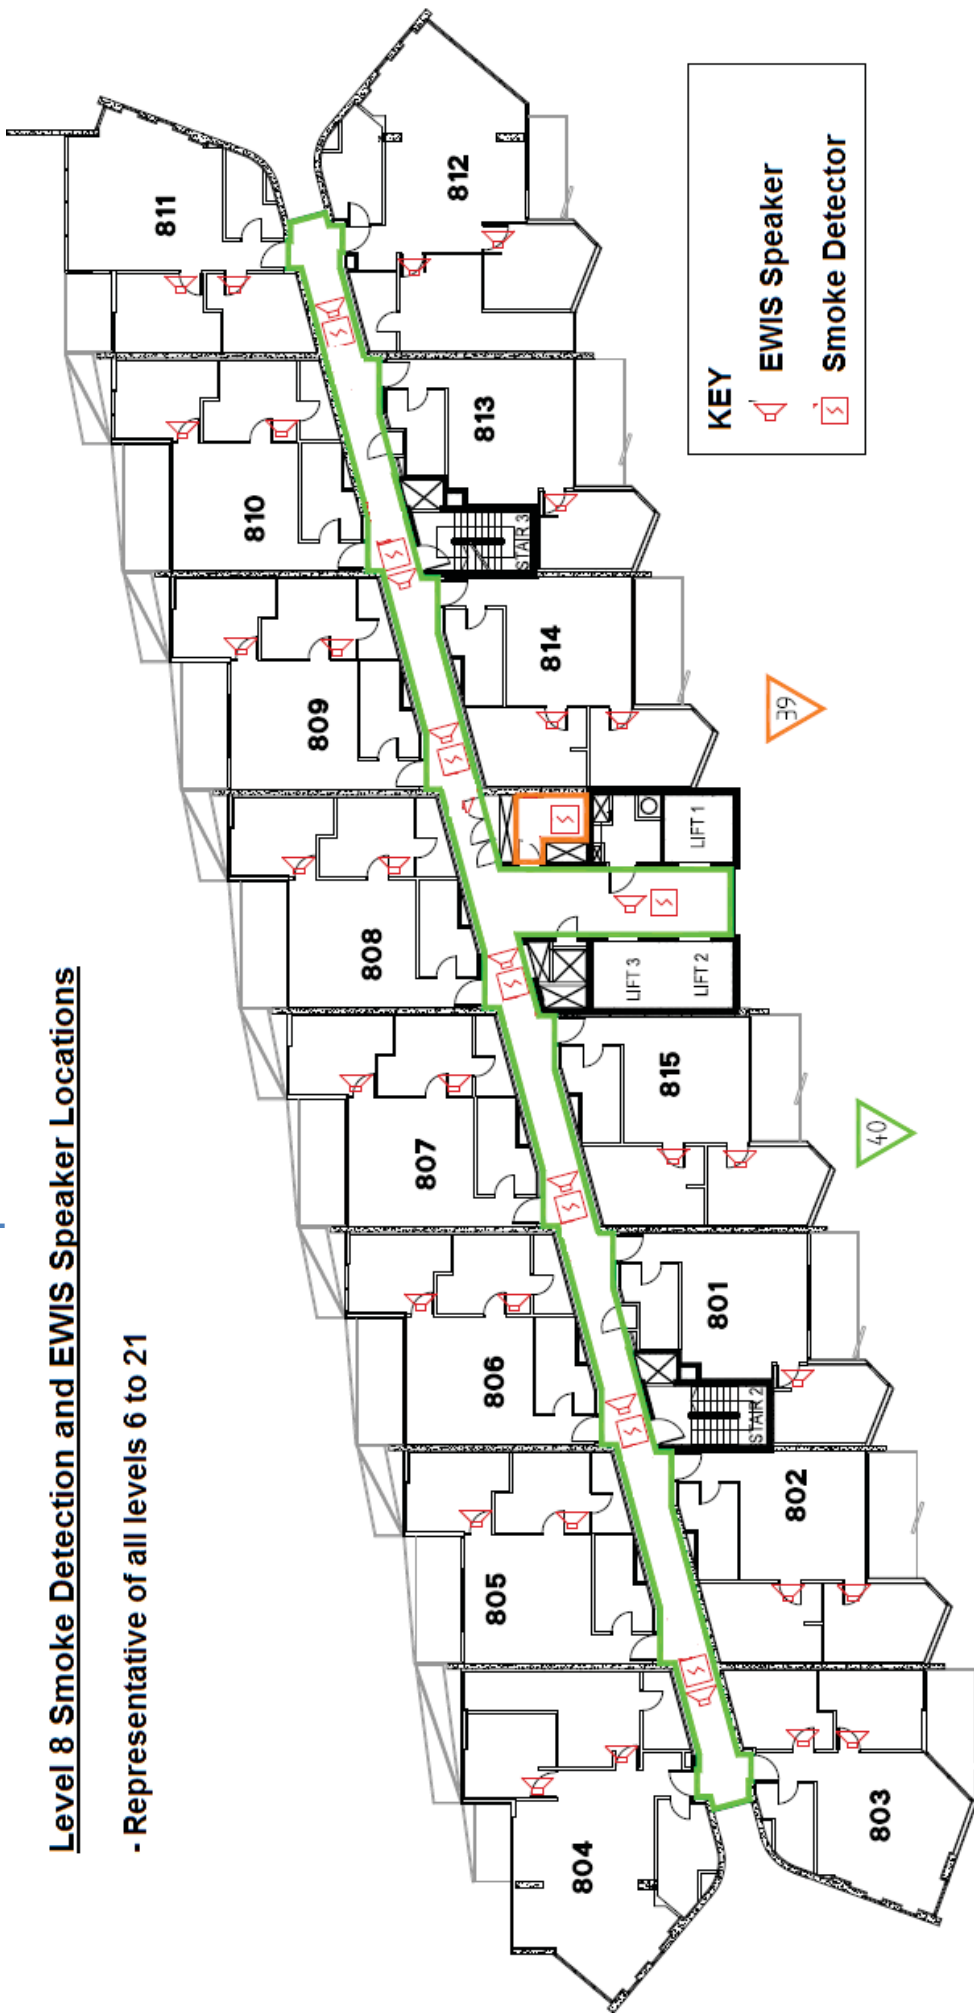 Level 8 Smoke Detection and EWIS Speaker Locations
- Representative of all levels 6 to 21
804
805
806
807
808
809
810
811
803
802
801
815
814
813
812
STAIR 2
LIFT 3
LIFT 2
LIFT 1
STAIR 3
40
39
KEY
EWIS Speaker
Smoke Detector